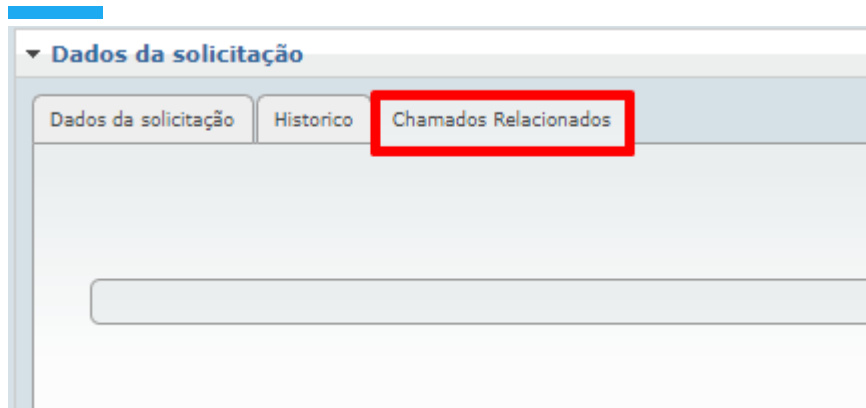 Dados da solicitação
Dados da solicitação Historico Chamados Relacionados